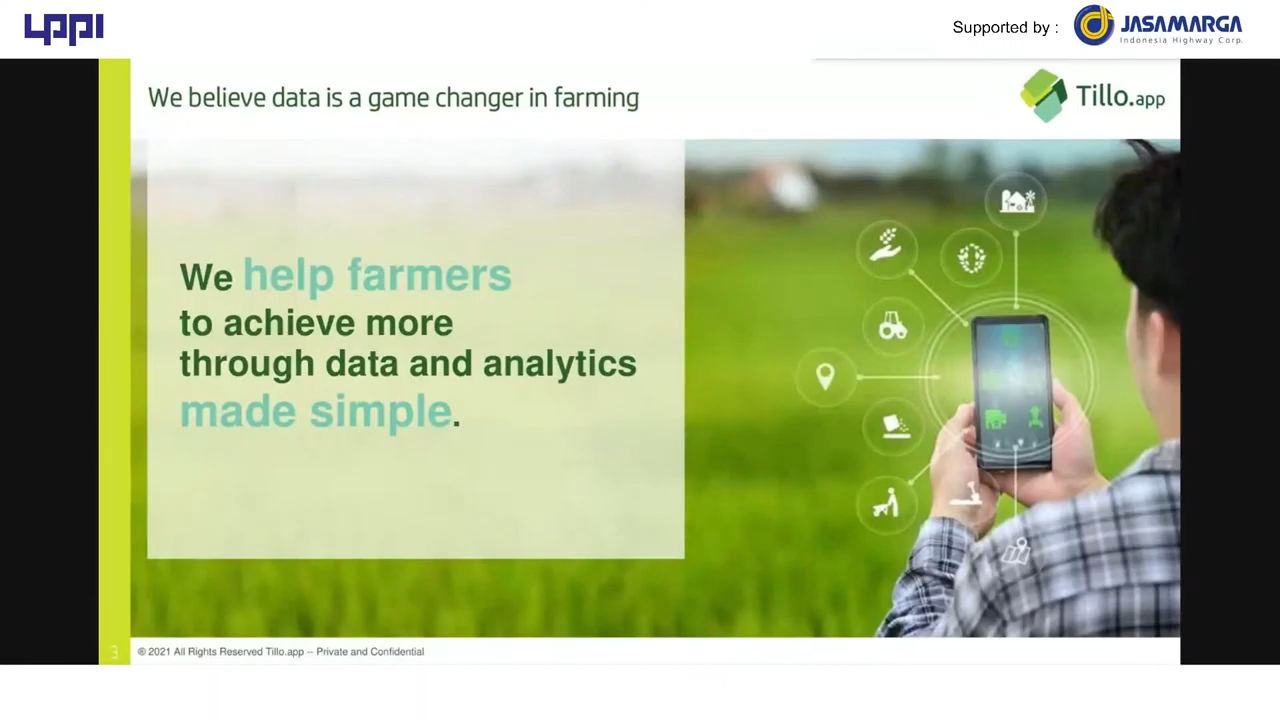 LPPI
Supported by :
JASAMARGA
Indonesia Highway Corp.
We believe data is a game changer in farming
Tillo.app
We help farmers
to achieve more
through data and analytics
made simple.
3
® 2021 All Rights Reserved Tillo.app – Private and Confidential